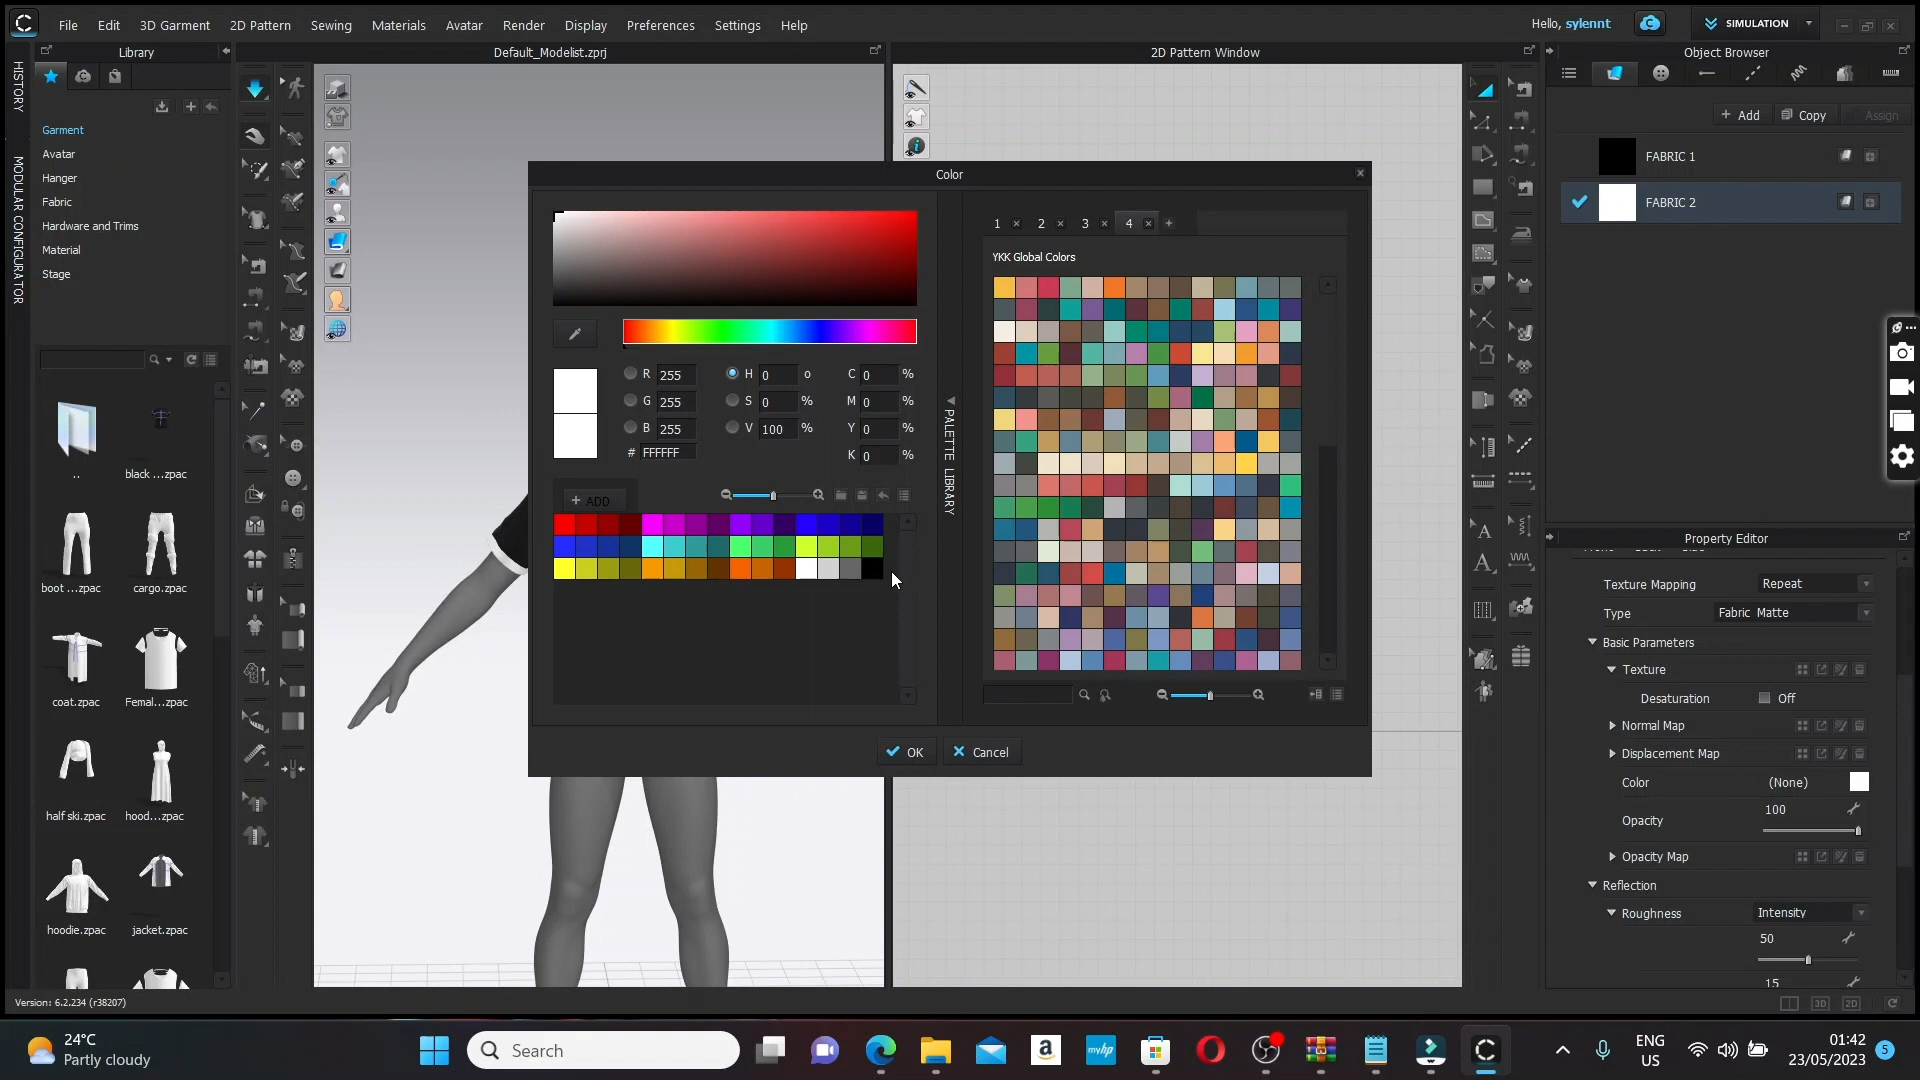 File Edit 3D Garment 2D Pattern Sewing Materials Avatar Render Display Preferences Settings Help
Hello, sylennt
SIMULATION
Library
Default_Modelist.zprj
2D Pattern Window
Object Browser
HISTORY
MODULAR CONFIGURATOR
Garment
Avatar
Hanger
Fabric
Hardware and Trims
Material
Stage
..
black ...zpac
boot ...zpac
cargo.zpac
coat.zpac
Femal...zpac
half ski.zpac
hood...zpac
hoodie.zpac
jacket.zpac
Version: 6.2.234 (r38207)
Color
R 255
H 0 o
C 0 %
G 255
S 0 %
M 0 %
B 255
V 100 %
Y 0 %
# FFFFFF
K 0 %
+ ADD
PALETTE LIBRARY
1 2 3 4 +
YKK Global Colors
OK
Cancel
+ Add
Copy
Assign
FABRIC 1
FABRIC 2
Property Editor
Texture Mapping Repeat
Type Fabric Matte
Basic Parameters
Texture
Desaturation Off
Normal Map
Displacement Map
Color (None)
100
Opacity
Opacity Map
Reflection
Roughness Intensity
50
15
3D
2D
24°C
Partly cloudy
Search
a
myhp
ENG
US
01:42
23/05/2023
5